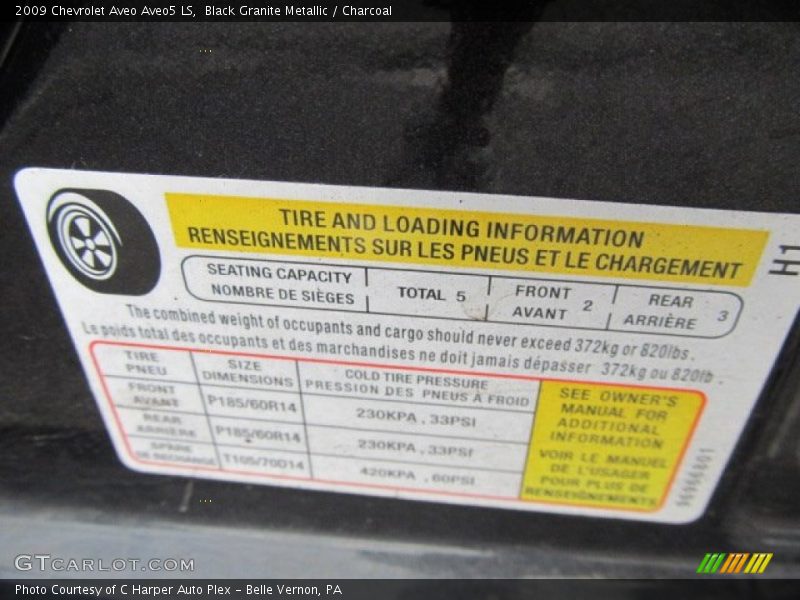 2009 Chevrolet Aveo Aveo5 LS, Black Granite Metallic / Charcoal
TIRE AND LOADING INFORMATION
RENSEIGNEMENTS SUR LES PNEUS ET LE CHARGEMENT
H1
SEATING CAPACITY
NOMBRE DE SIÈGES
TOTAL 5
FRONT
AVANT 2
REAR
ARRIÈRE 3
The combined weight of occupants and cargo should never exceed 372kg or 820lbs.
Le poids total des occupants et des marchandises ne doit jamais dépasser 372kg ou 820lb.
TIRE
PNEU
SIZE
DIMENSIONS
COLD TIRE PRESSURE
PRESSION DES PNEUS À FROID
FRONT
AVANT
P185/60R14
230KPA , 33PSI
REAR
ARRIÈRE
P185/60R14
230KPA , 33PSI
SPARE
DE RECHANGE
T105/70D14
420KPA , 60PSI
SEE OWNER'S
MANUAL FOR
ADDITIONAL
INFORMATION
VOIR LE MANUEL
DE L'USAGER
POUR PLUS DE
RENSEIGNEMENTS
GTCARLOT.COM
Photo Courtesy of C Harper Auto Plex – Belle Vernon, PA